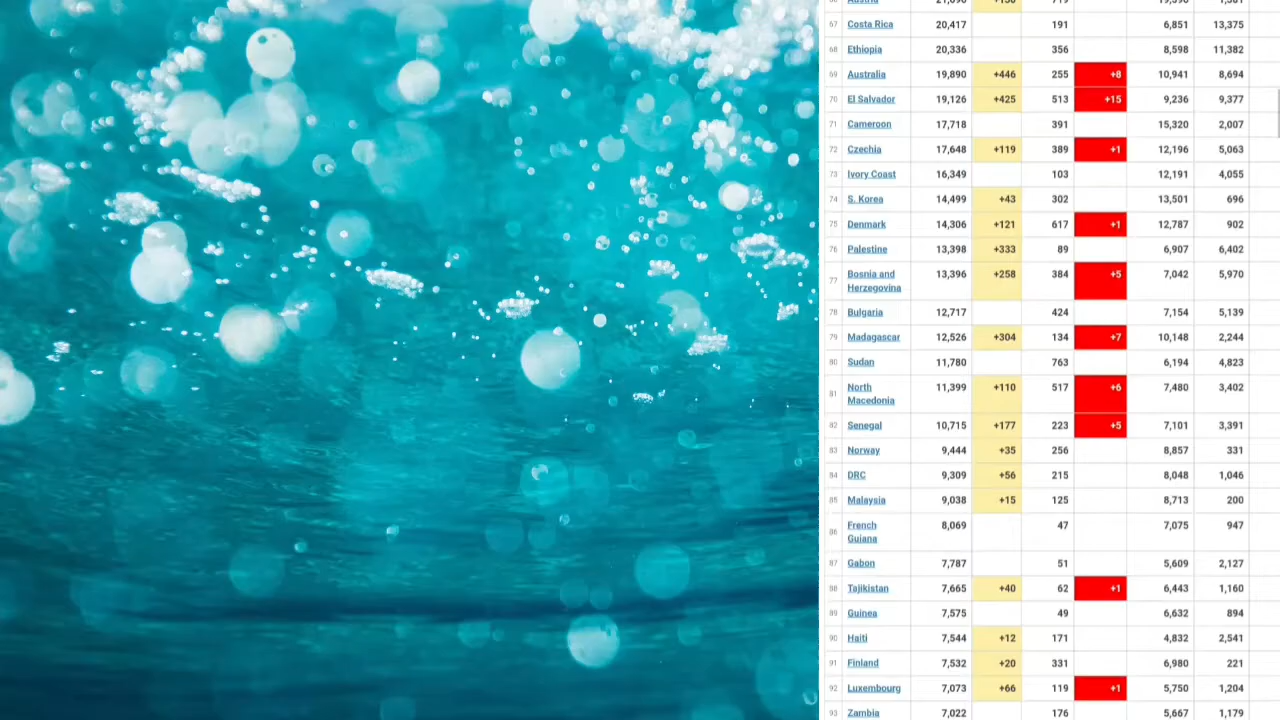 67 Costa Rica 20,417 191 6,851 13,375
68 Ethiopia 20,336 356 8,598 11,382
69 Australia 19,890 +446 255 +8 10,941 8,694
70 El Salvador 19,126 +425 513 +15 9,236 9,377
71 Cameroon 17,718 391 15,320 2,007
72 Czechia 17,648 +119 389 +1 12,196 5,063
73 Ivory Coast 16,349 103 12,191 4,055
74 S. Korea 14,499 +43 302 13,501 696
75 Denmark 14,306 +121 617 +1 12,787 902
76 Palestine 13,398 +333 89 6,907 6,402
77 Bosnia and 13,396 +258 384 +5 7,042 5,970
Herzegovina
78 Bulgaria 12,717 424 7,154 5,139
79 Madagascar 12,526 +304 134 +7 10,148 2,244
80 Sudan 11,780 763 6,194 4,823
81 North 11,399 +110 517 +6 7,480 3,402
Macedonia
82 Senegal 10,715 +177 223 +5 7,101 3,391
83 Norway 9,444 +35 256 8,857 331
84 DRC 9,309 +56 215 8,048 1,046
85 Malaysia 9,038 +15 125 8,713 200
86 French 8,069 47 7,075 947
Guiana
87 Gabon 7,787 51 5,609 2,127
88 Tajikistan 7,665 +40 62 +1 6,443 1,160
89 Guinea 7,575 49 6,632 894
90 Haiti 7,544 +12 171 4,832 2,541
91 Finland 7,532 +20 331 6,980 221
92 Luxembourg 7,073 +66 119 +1 5,750 1,204
93 Zambia 7,022 176 5,667 1,179